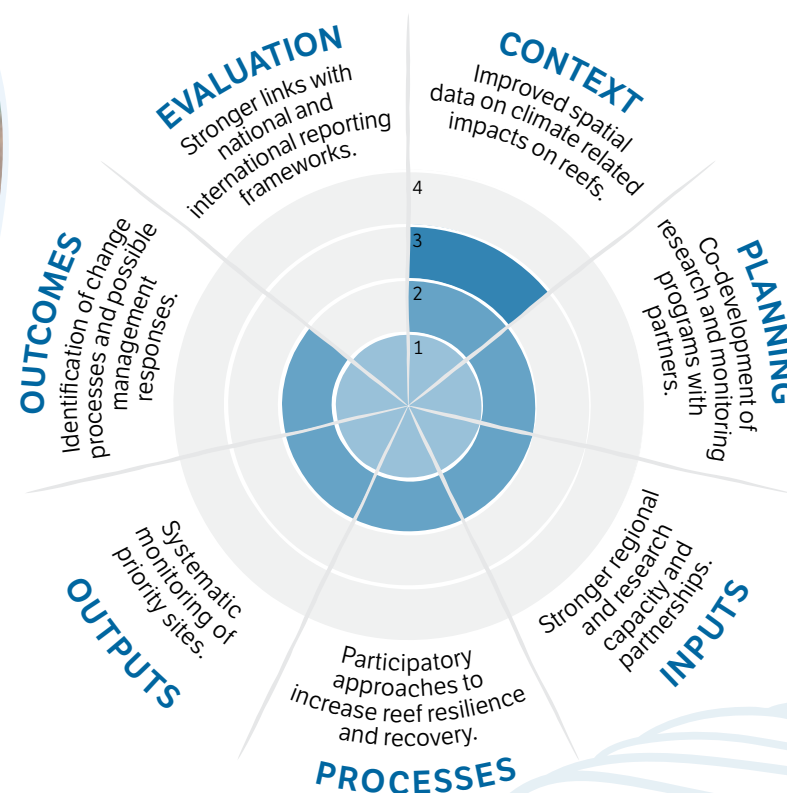 EVALUATION
Stronger links with
national and
international reporting
frameworks.
CONTEXT
Improved spatial
data on climate related
impacts on reefs.
PLANNING
Co-development of
research and monitoring
programs with
partners.
INPUTS
Stronger regional
and research
capacity and
partnerships.
PROCESSES
Participatory
approaches to
increase reef resilience
and recovery.
OUTPUTS
Systematic
monitoring of
priority sites.
OUTCOMES
Identification of change
processes and possible
management
responses.
4
3
2
1